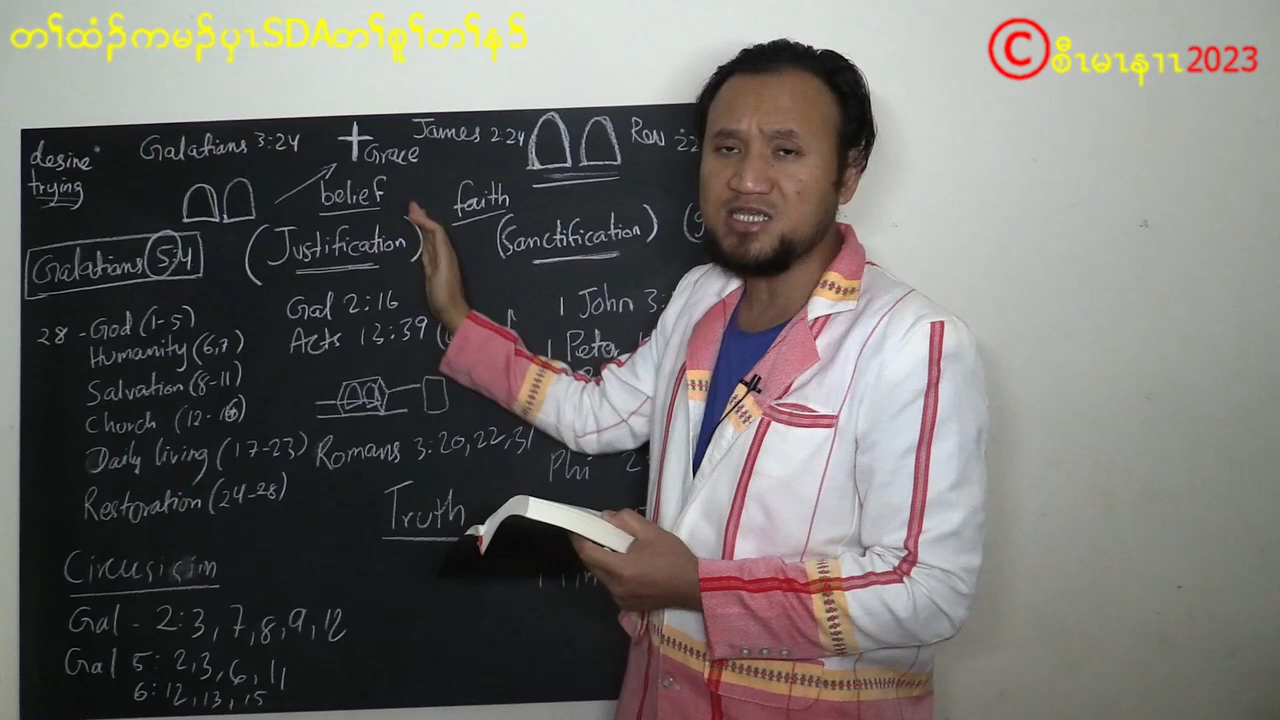 တၢ်ထံၣ်ကမၣ်ပှၤSDAတၢ်စူၢ်တၢ်နာ်
©စီၤမၤနၢၤ2023
desire
trying
Galatians 3:24
Grace
James 2:24
Rev
belief
faith
Galatians 5:4
(Justification)
(Sanctification)
28 - God (1-5)
Humanity (6,7)
Salvation (8-11)
Church (12-
Daily living (17-23)
Restoration (24-28)
Gal 2:16
Acts 13:39
1 John 3:
1 Peter
Romans 3:20, 22, 31
Phi 2
Truth
Circusisim
Gal - 2:3, 7, 8, 9, 12
Gal 5: 2, 3, 6, 11
6: 12, 13, 15